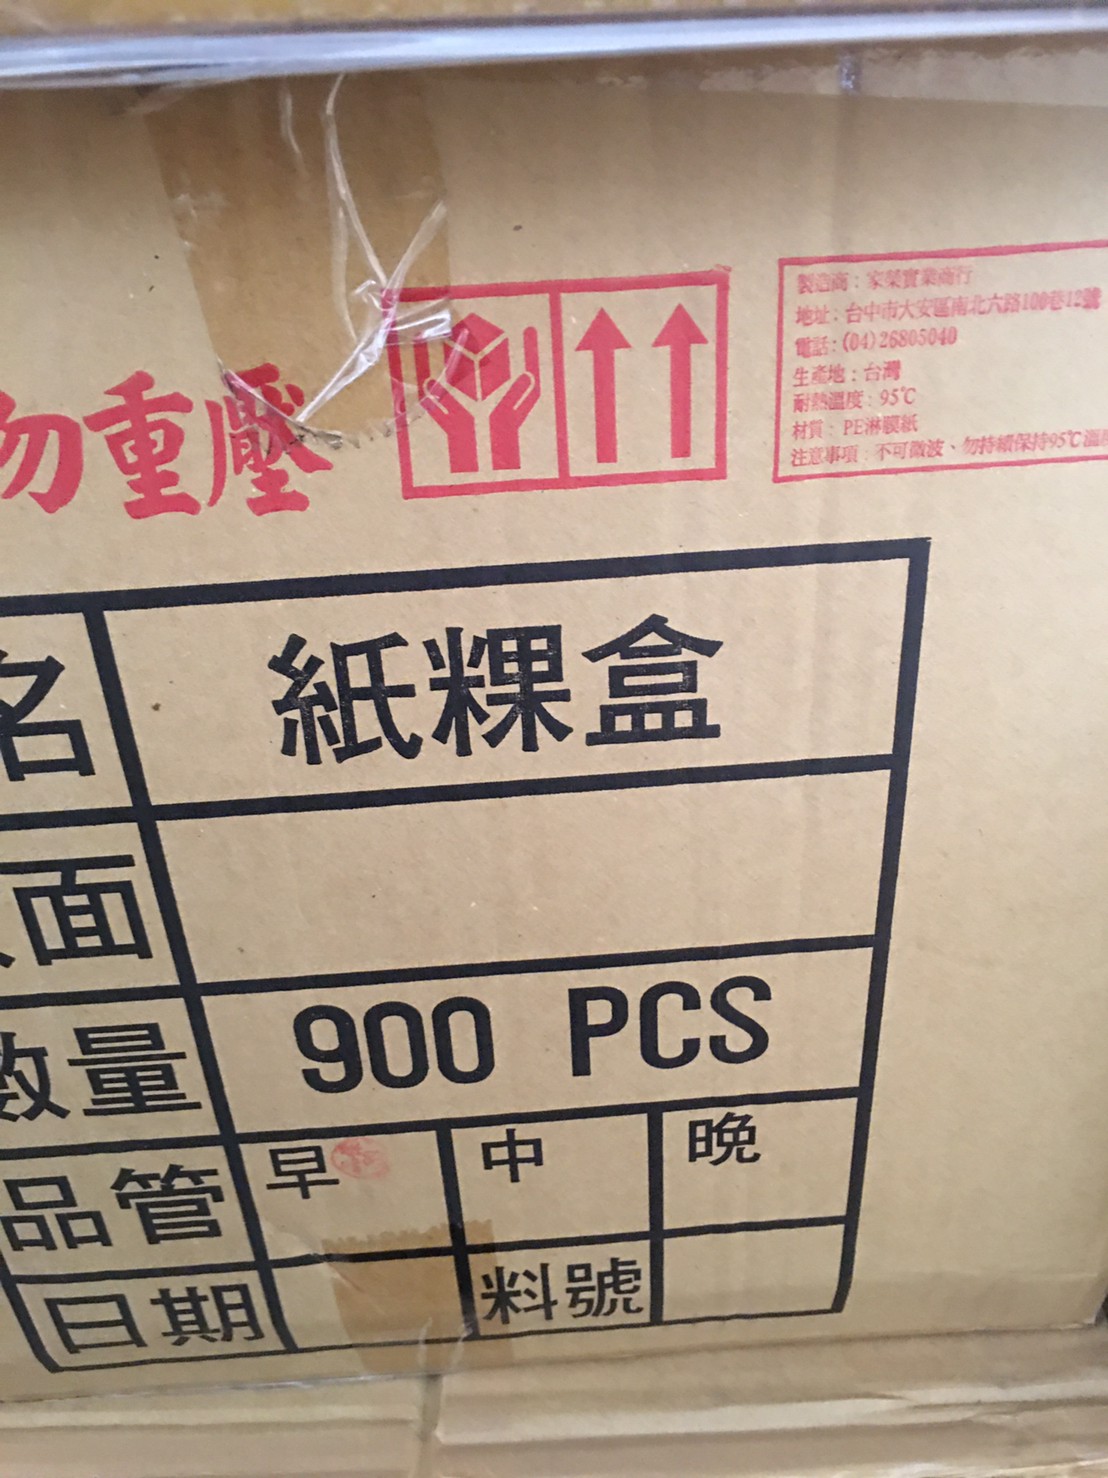 勿重壓
製造商：家榮實業商行
地址：台中市大安區南北六路100巷12號
電話：(04)26805040
生產地：台灣
耐熱溫度：95℃
材質：PE淋膜紙
注意事項：不可微波、勿持續保持95℃溫
名 紙粿盒
面
數量 900 PCS
品管 早 中 晚
日期 料號